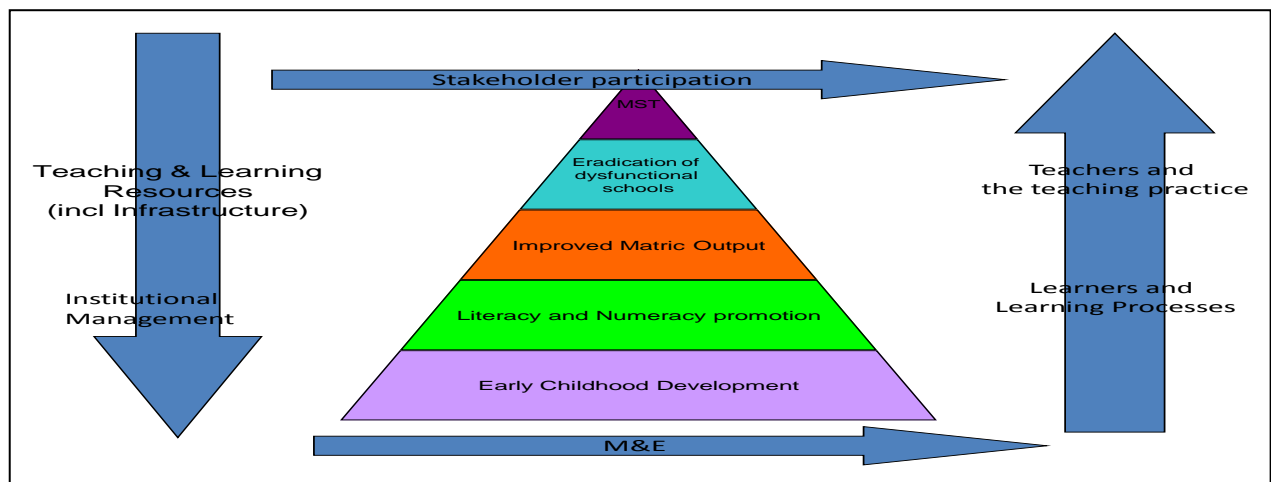 Stakeholder participation
MST
Teaching & Learning
Resources
(incl Infrastructure)
Institutional
Management
Eradication of
dysfunctional
schools
Improved Matric Output
Literacy and Numeracy promotion
Early Childhood Development
Teachers and
the teaching practice
Learners and
Learning Processes
M&E